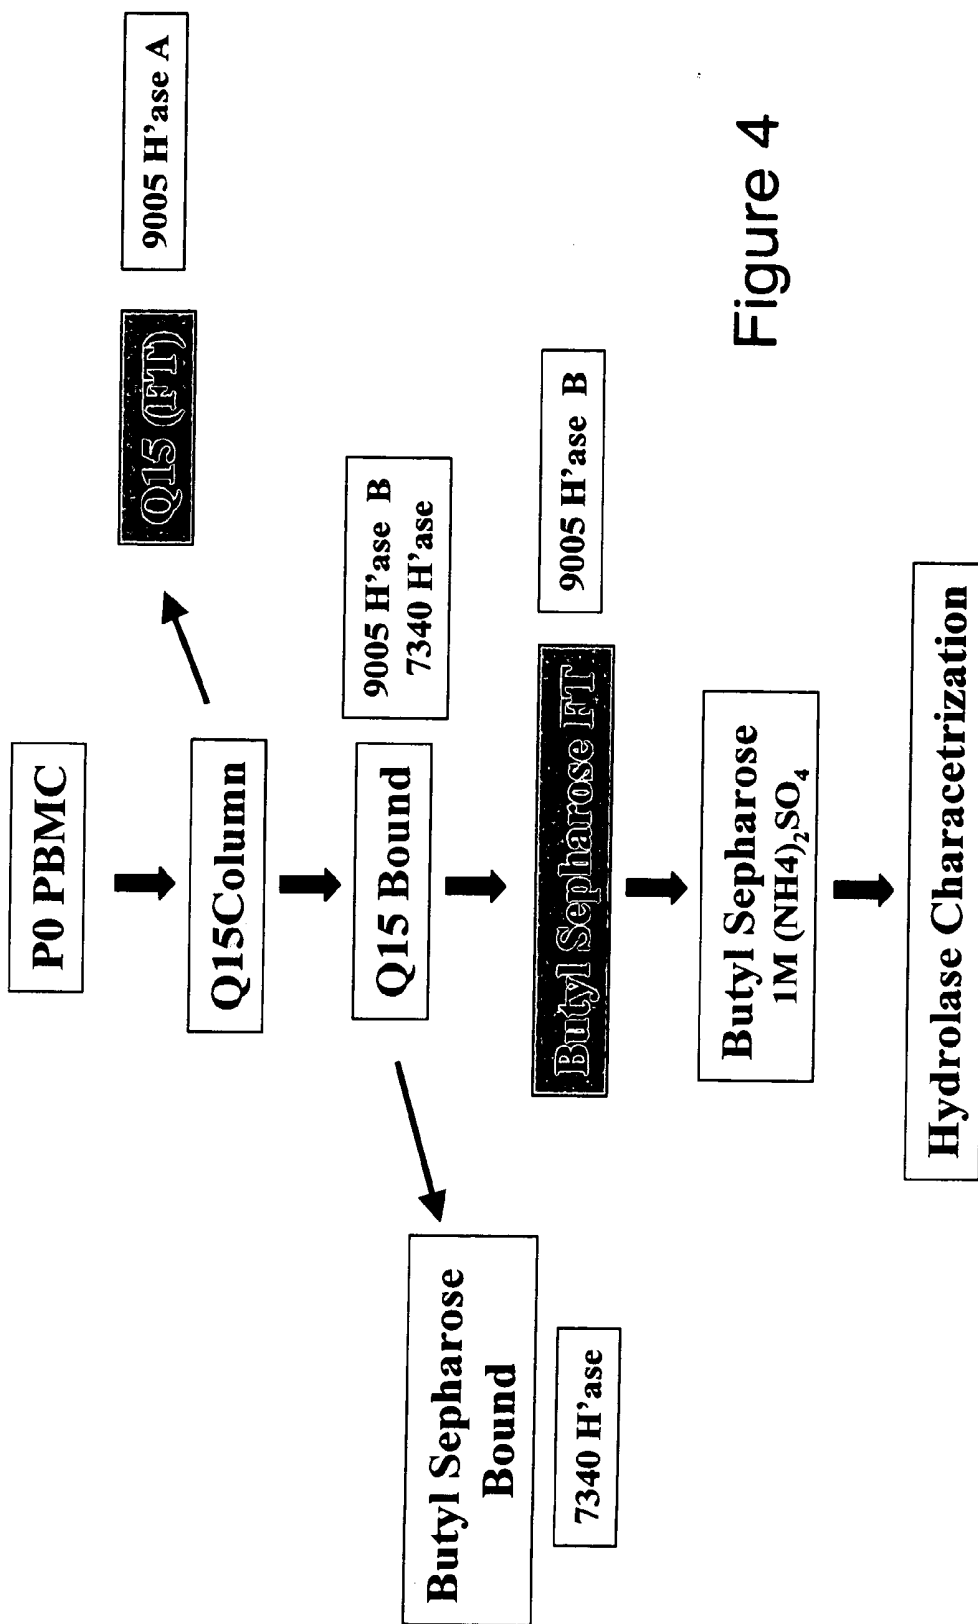 P0 PBMC
Q15Column
Q15 (FT)
9005 H'ase A
Q15 Bound
9005 H'ase B
7340 H'ase
Butyl Sepharose
Bound
7340 H'ase
Butyl Sepharose FT
9005 H'ase B
Butyl Sepharose
1M (NH4)₂SO₄
Hydrolase Characetrization
Figure 4